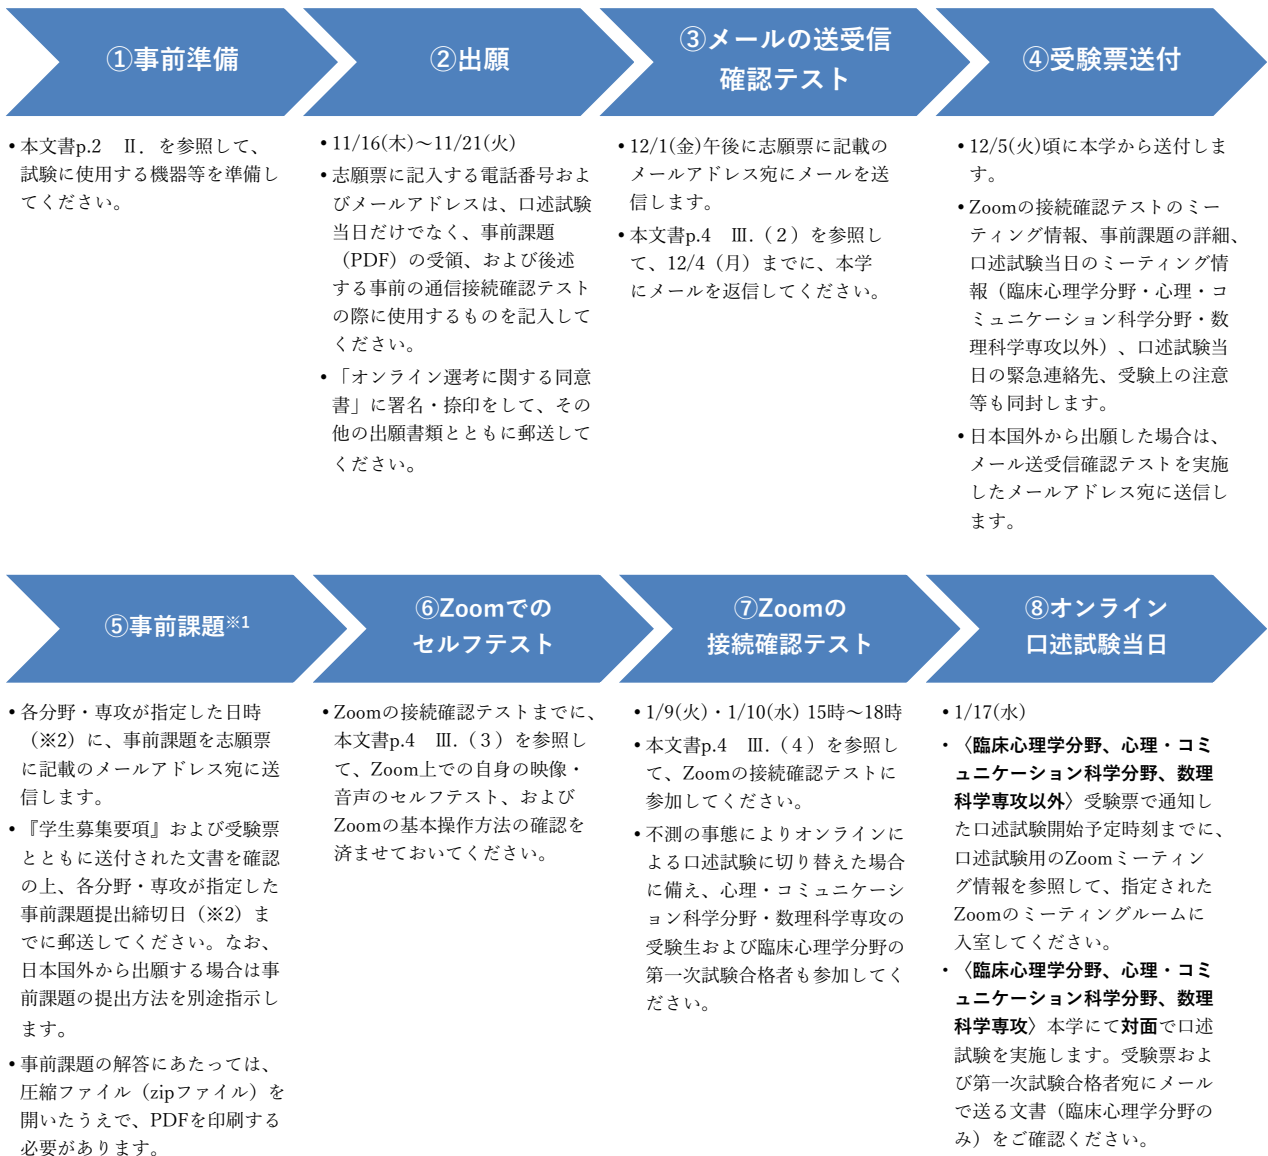 ①事前準備
・本文書p.2　Ⅱ．を参照して、
試験に使用する機器等を準備し
てください。
②出願
・11/16(木)～11/21(火)
・志願票に記入する電話番号およ
びメールアドレスは、口述試験
当日だけでなく、事前課題
（PDF）の受領、および後述
する事前の通信接続確認テスト
の際に使用するものを記入して
ください。
・「オンライン選考に関する同意
書」に署名・捺印をして、その
他の出願書類とともに郵送して
ください。
③メールの送受信
確認テスト
・12/1(金)午後に志願票に記載の
メールアドレス宛にメールを送
信します。
・本文書p.4　Ⅲ.（２）を参照し
て、12/4（月）までに、本学
にメールを返信してください。
④受験票送付
・12/5(火)頃に本学から送付しま
す。
・Zoomの接続確認テストのミー
ティング情報、事前課題の詳細、
口述試験当日のミーティング情
報（臨床心理学分野・心理・コ
ミュニケーション科学分野・数
理科学専攻以外）、口述試験当
日の緊急連絡先、受験上の注意
等も同封します。
・日本国外から出願した場合は、
メール送受信確認テストを実施
したメールアドレス宛に送信し
ます。
⑤事前課題※1
・各分野・専攻が指定した日時
（※2）に、事前課題を志願票
に記載のメールアドレス宛に送
信します。
・『学生募集要項』および受験票
とともに送付された文書を確認
の上、各分野・専攻が指定した
事前課題提出締切日（※2）ま
でに郵送してください。なお、
日本国外から出願する場合は事
前課題の提出方法を別途指示し
ます。
・事前課題の解答にあたっては、
圧縮ファイル（zipファイル）を
開いたうえで、PDFを印刷する
必要があります。
⑥Zoomでの
セルフテスト
・Zoomの接続確認テストまでに、
本文書p.4　Ⅲ.（３）を参照し
て、Zoom上での自身の映像・
音声のセルフテスト、および
Zoomの基本操作方法の確認を
済ませておいてください。
⑦Zoomの
接続確認テスト
・1/9(火)・1/10(水) 15時～18時
・本文書p.4　Ⅲ.（４）を参照し
て、Zoomの接続確認テストに
参加してください。
・不測の事態によりオンラインに
よる口述試験に切り替えた場合
に備え、心理・コミュニケーシ
ョン科学分野・数理科学専攻の
受験生および臨床心理学分野の
第一次試験合格者も参加してく
ださい。
⑧オンライン
口述試験当日
・1/17(水)
・〈臨床心理学分野、心理・コミ
ュニケーション科学分野、数理
科学専攻以外〉受験票で通知し
た口述試験開始予定時刻までに、
口述試験用のZoomミーティン
グ情報を参照して、指定された
Zoomのミーティングルームに
入室してください。
・〈臨床心理学分野、心理・コミ
ュニケーション科学分野、数理
科学専攻〉本学にて対面で口述
試験を実施します。受験票およ
び第一次試験合格者宛にメール
で送る文書（臨床心理学分野の
み）をご確認ください。